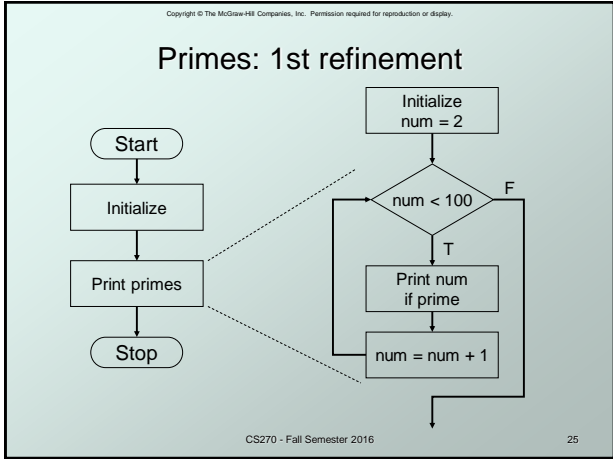 Copyright © The McGraw-Hill Companies, Inc. Permission required for reproduction or display.
Primes: 1st refinement
Start
Initialize
Print primes
Stop
Initialize
num = 2
num < 100
F
T
Print num
if prime
num = num + 1
CS270 - Fall Semester 2016
25